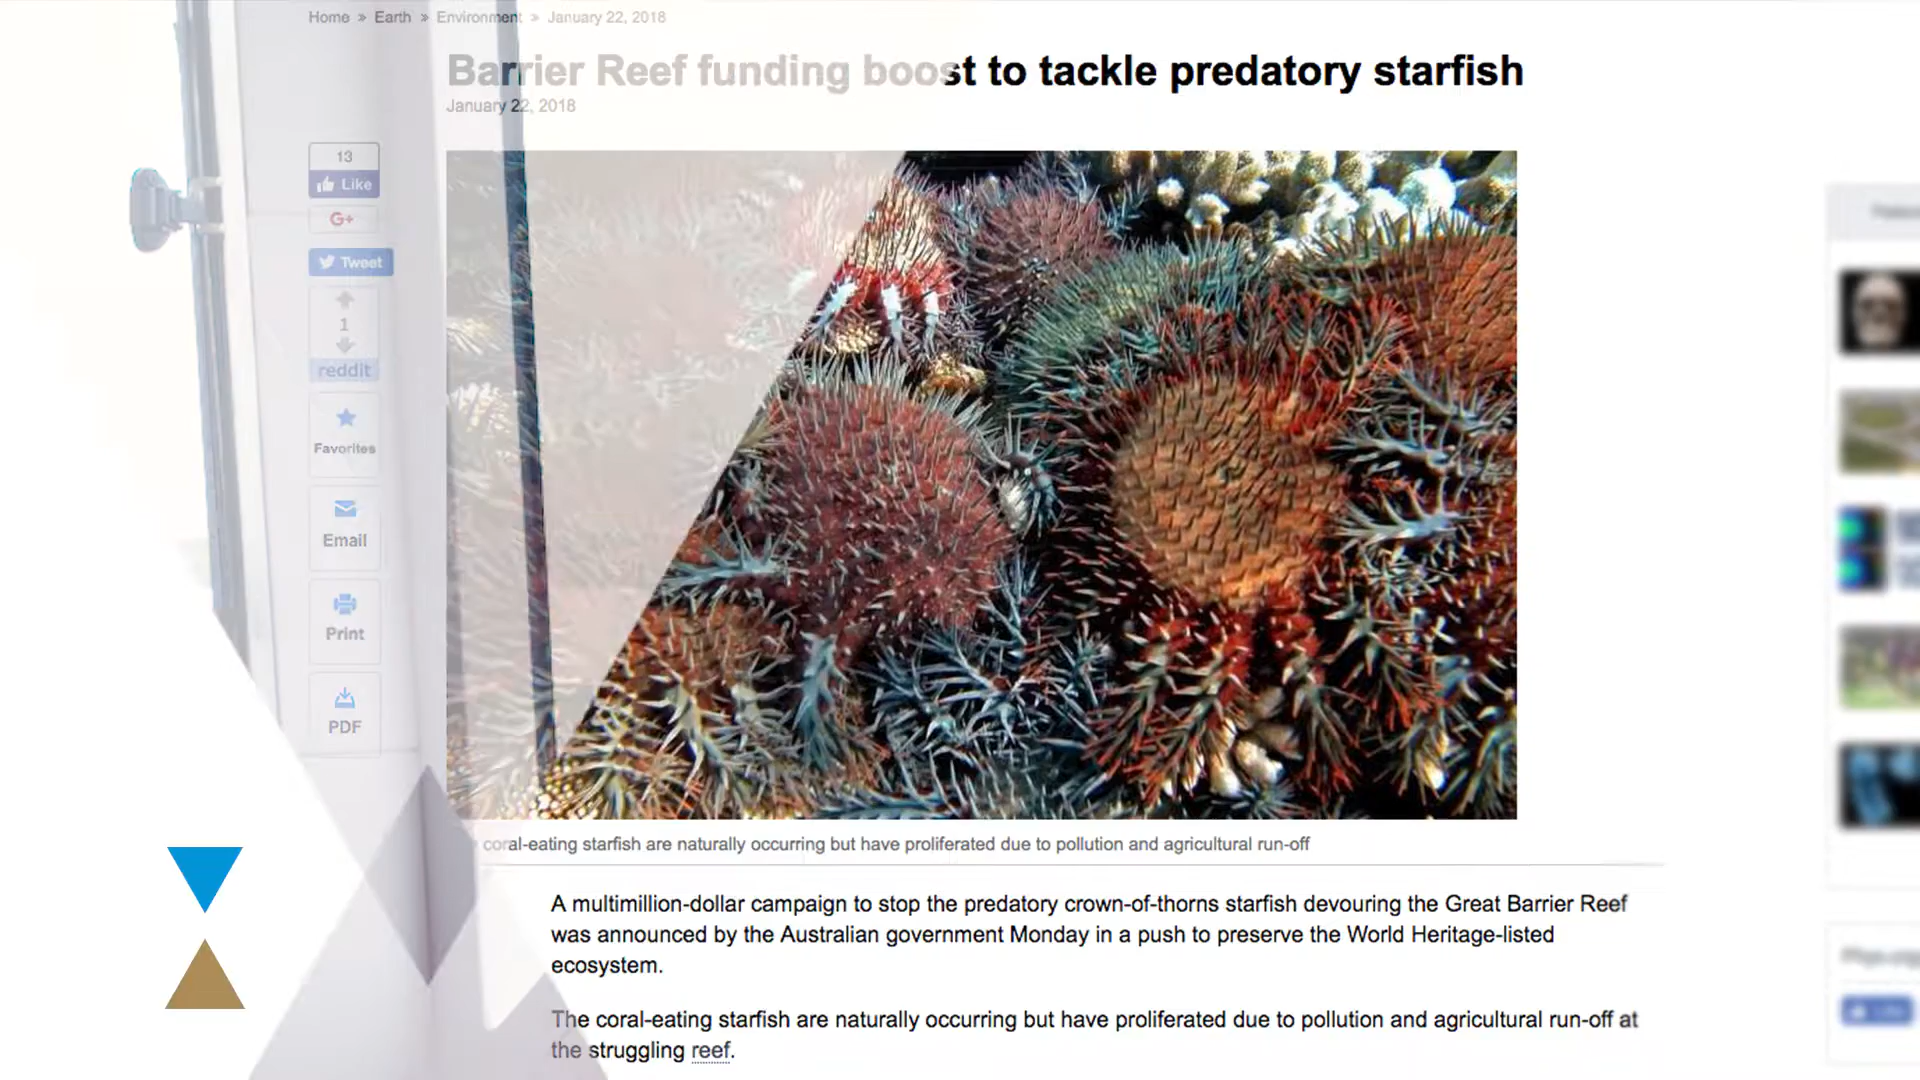 Home » Earth » Environment » January 22, 2018
Barrier Reef funding boost to tackle predatory starfish
January 22, 2018
13
Like
G+
Tweet
1
reddit
Favorites
Email
Print
PDF
coral-eating starfish are naturally occurring but have proliferated due to pollution and agricultural run-off
A multimillion-dollar campaign to stop the predatory crown-of-thorns starfish devouring the Great Barrier Reef
was announced by the Australian government Monday in a push to preserve the World Heritage-listed
ecosystem.
The coral-eating starfish are naturally occurring but have proliferated due to pollution and agricultural run-off at
the struggling reef.